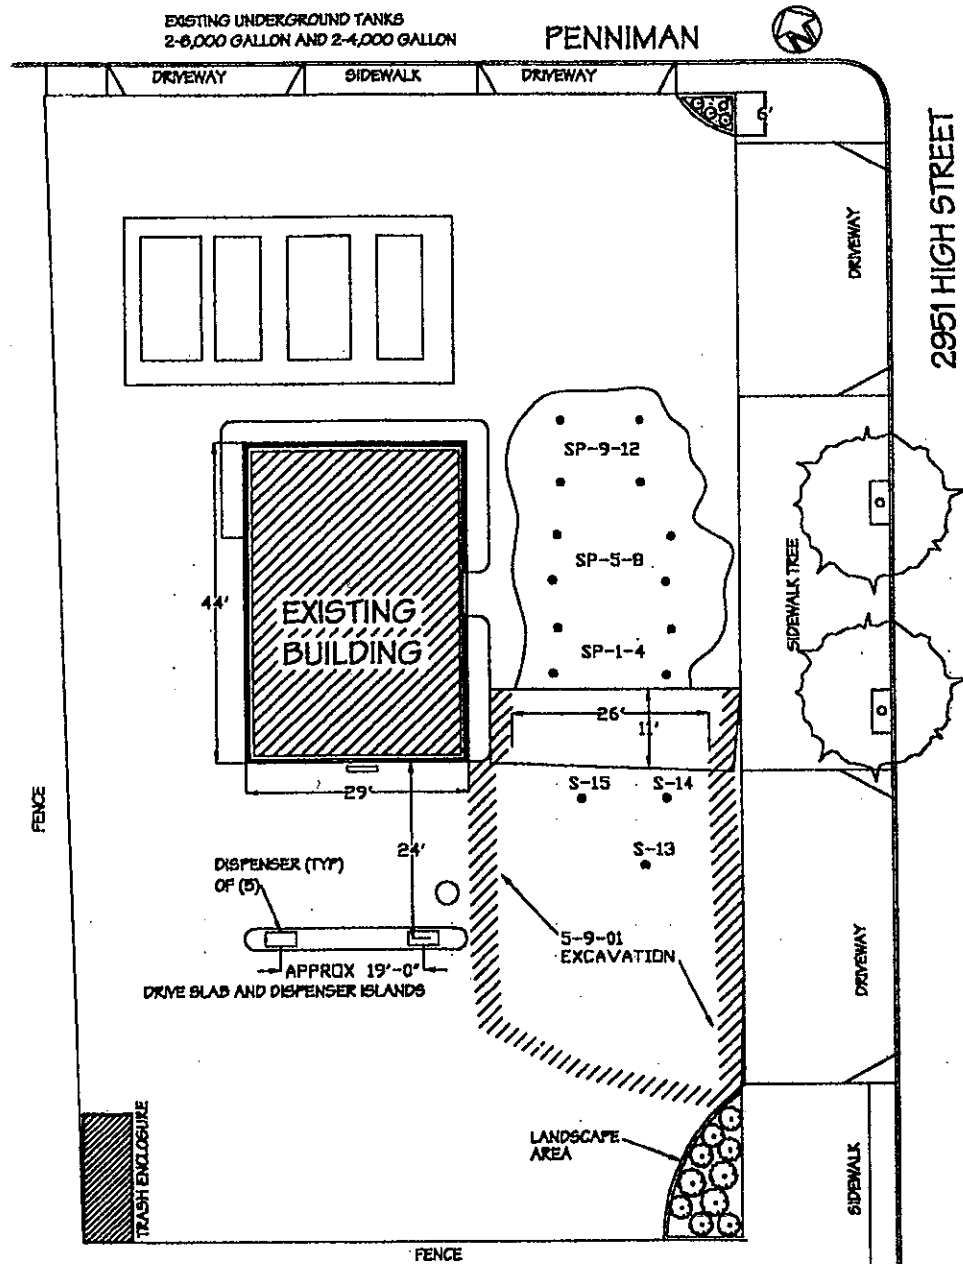 EXISTING UNDERGROUND TANKS
2-6,000 GALLON AND 2-4,000 GALLON
PENNIMAN
N
DRIVEWAY
SIDEWALK
DRIVEWAY
6'
2951 HIGH STREET
DRIVEWAY
SP-9-12
SP-5-8
SIDEWALK TREE
44'
EXISTING
BUILDING
SP-1-4
26'
11'
S-15
S-14
29'
FENCE
24'
S-13
DISPENSER (TYP)
OF (5)
5-9-01
EXCAVATION
DRIVEWAY
APPROX 19'-0"
DRIVE SLAB AND DISPENSER ISLANDS
TRASH ENCLOSURE
LANDSCAPE
AREA
SIDEWALK
FENCE